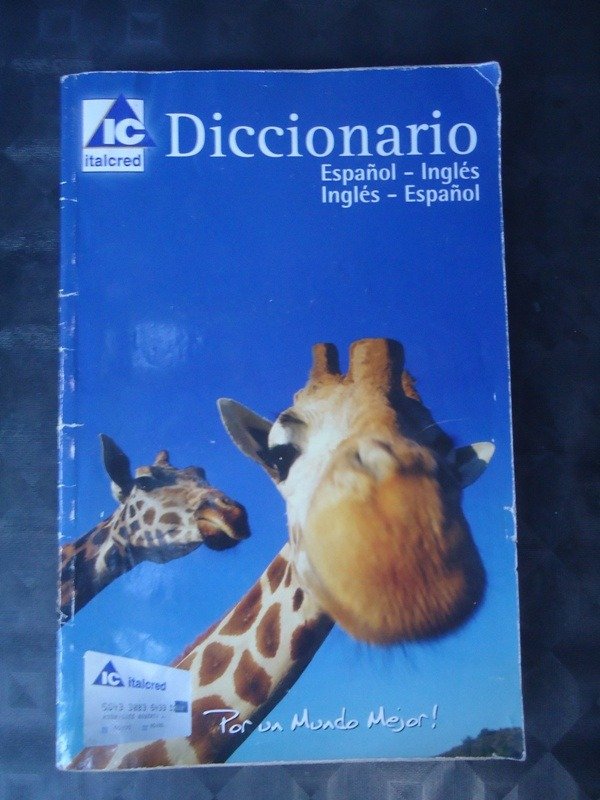 IC
italcred
Diccionario
Español - Inglés
Inglés - Español
IC italcred
Por un Mundo Mejor!